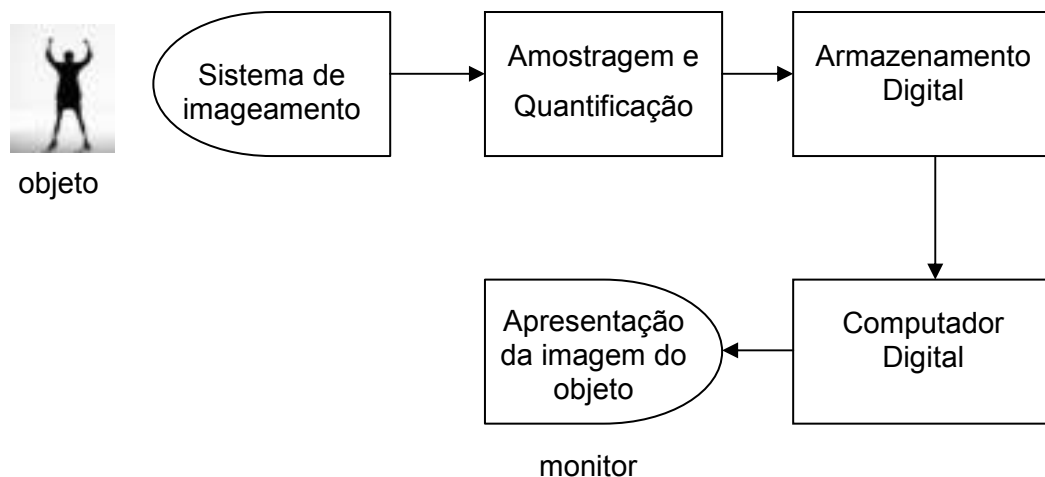 objeto
Sistema de
imageamento
Amostragem e
Quantificação
Armazenamento
Digital
Computador
Digital
Apresentação
da imagem do
objeto
monitor